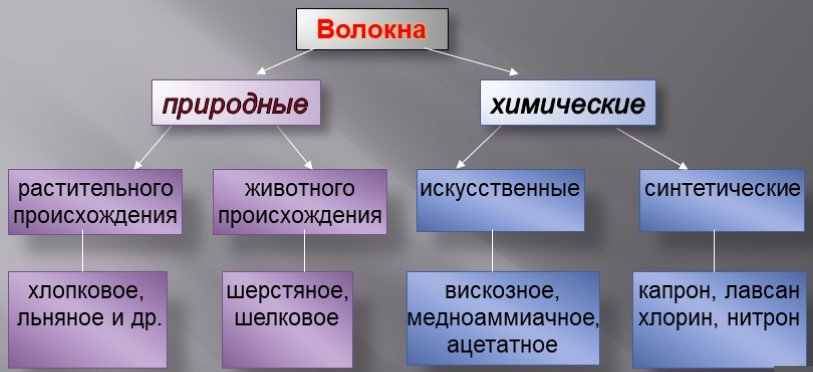 Волокна
природные
химические
растительного
происхождения
животного
происхождения
искусственные
синтетические
хлопковое,
льняное и др.
шерстяное,
шелковое
вискозное,
медноаммиачное,
ацетатное
капрон, лавсан
хлорин, нитрон